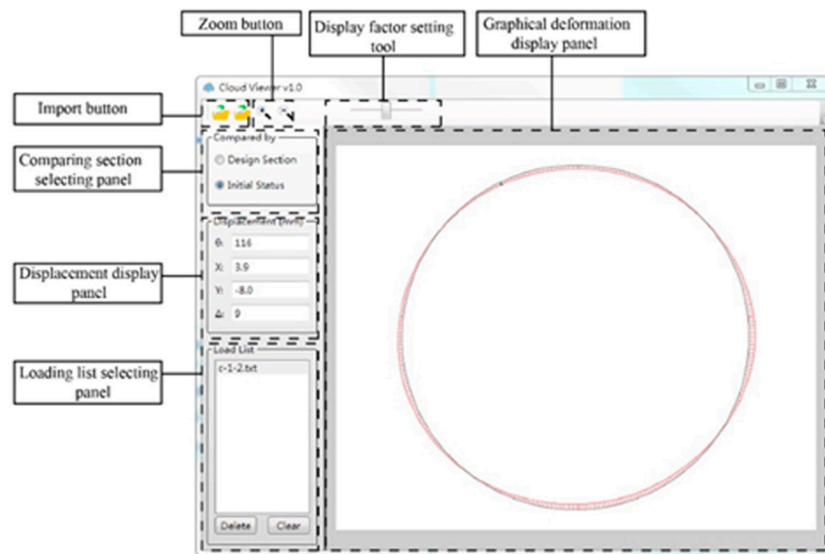 Zoom button
Display factor setting
tool
Graphical deformation
display panel
Import button
Comparing section
selecting panel
Displacement display
panel
Loading list selecting
panel
Cloud Viewer v1.0
Compared by
Design Section
Initial Status
Displacement (mm)
θ: 116
X: 3.9
Y: -8.0
Δ: 9
Load List
c-1-2.txt
Delete
Clear